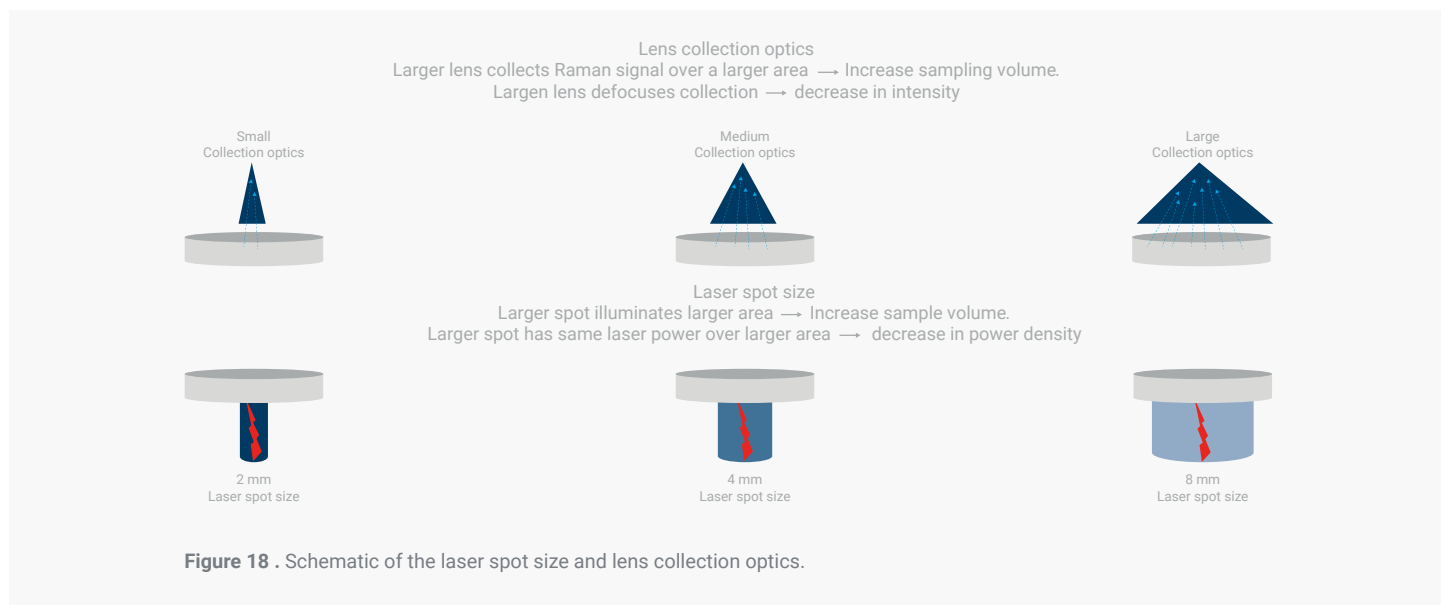 Lens collection optics
Larger lens collects Raman signal over a larger area → Increase sampling volume.
Largen lens defocuses collection → decrease in intensity
Small
Collection optics
Medium
Collection optics
Large
Collection optics
Laser spot size
Larger spot illuminates larger area → Increase sample volume.
Larger spot has same laser power over larger area → decrease in power density
2 mm
Laser spot size
4 mm
Laser spot size
8 mm
Laser spot size
Figure 18 . Schematic of the laser spot size and lens collection optics.